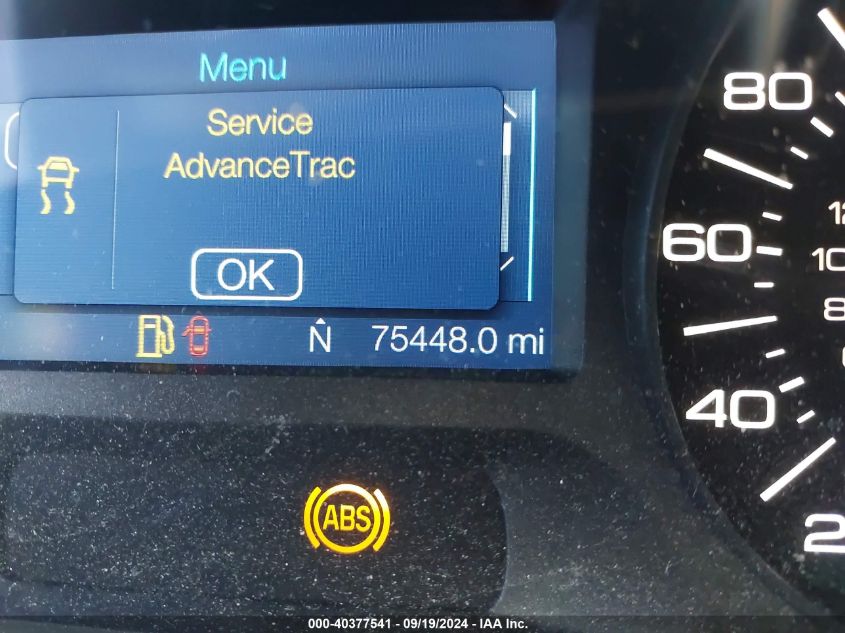 Menu
Service
AdvanceTrac
OK
N
75448.0 mi
ABS
80
60
40
000-40377541 - 09/19/2024 - IAA Inc.